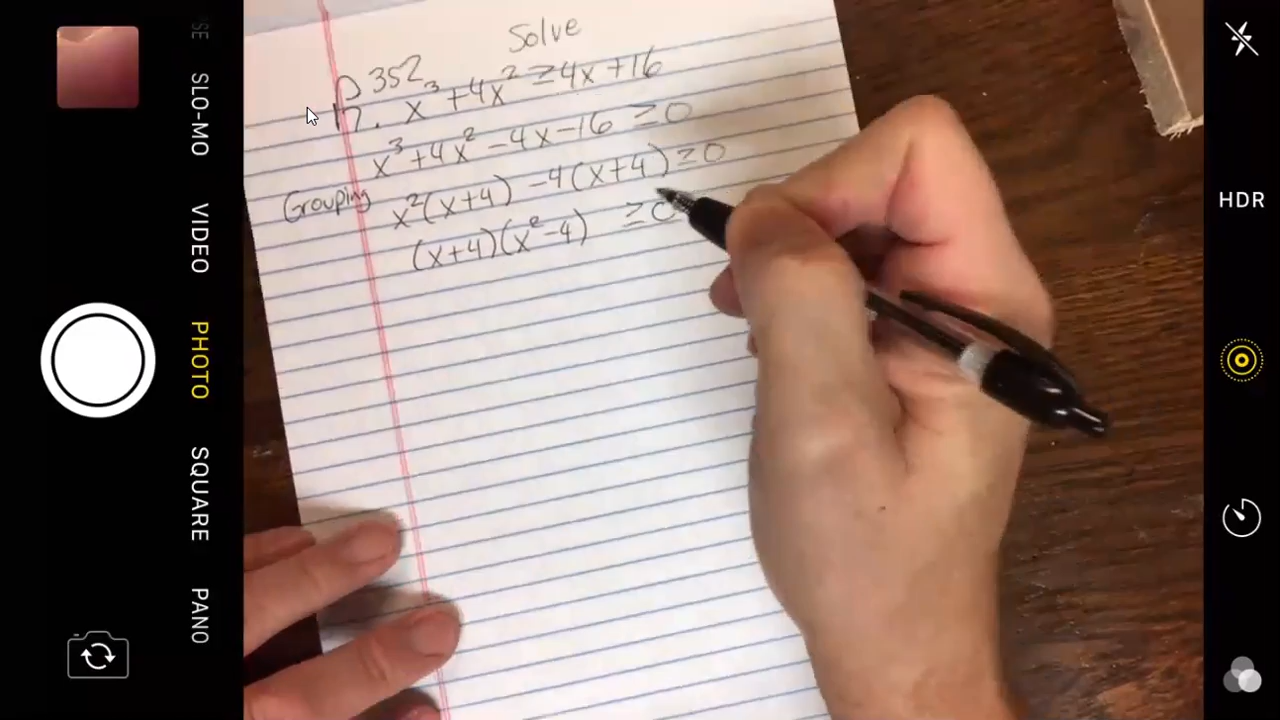 Solve
P. 352
x³ + 4x² ≥ 4x + 16
x³ + 4x² - 4x - 16 ≥ 0
Grouping x²(x+4) - 4(x+4) ≥ 0
(x+4)(x²-4) ≥ 0
SE
SLO-MO
VIDEO
PHOTO
SQUARE
PANO
HDR